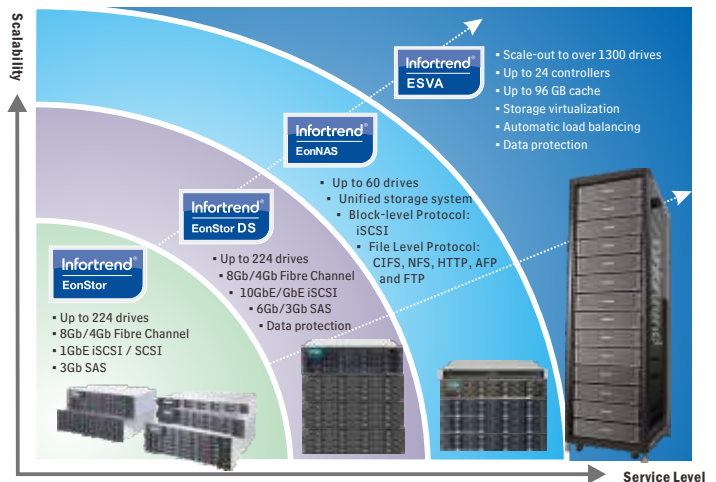 Scalability
Infortrend®
ESVA
▪ Scale-out to over 1300 drives
▪ Up to 24 controllers
▪ Up to 96 GB cache
▪ Storage virtualization
▪ Automatic load balancing
▪ Data protection
Infortrend®
EonNAS
▪ Up to 60 drives
▪ Unified storage system
▪ Block-level Protocol:
iSCSI
▪ File Level Protocol:
CIFS, NFS, HTTP, AFP
and FTP
Infortrend®
EonStor DS
▪ Up to 224 drives
▪ 8Gb/4Gb Fibre Channel
▪ 10GbE/GbE iSCSI
▪ 6Gb/3Gb SAS
▪ Data protection
Infortrend®
EonStor
▪ Up to 224 drives
▪ 8Gb/4Gb Fibre Channel
▪ 1GbE iSCSI / SCSI
▪ 3Gb SAS
Service Level